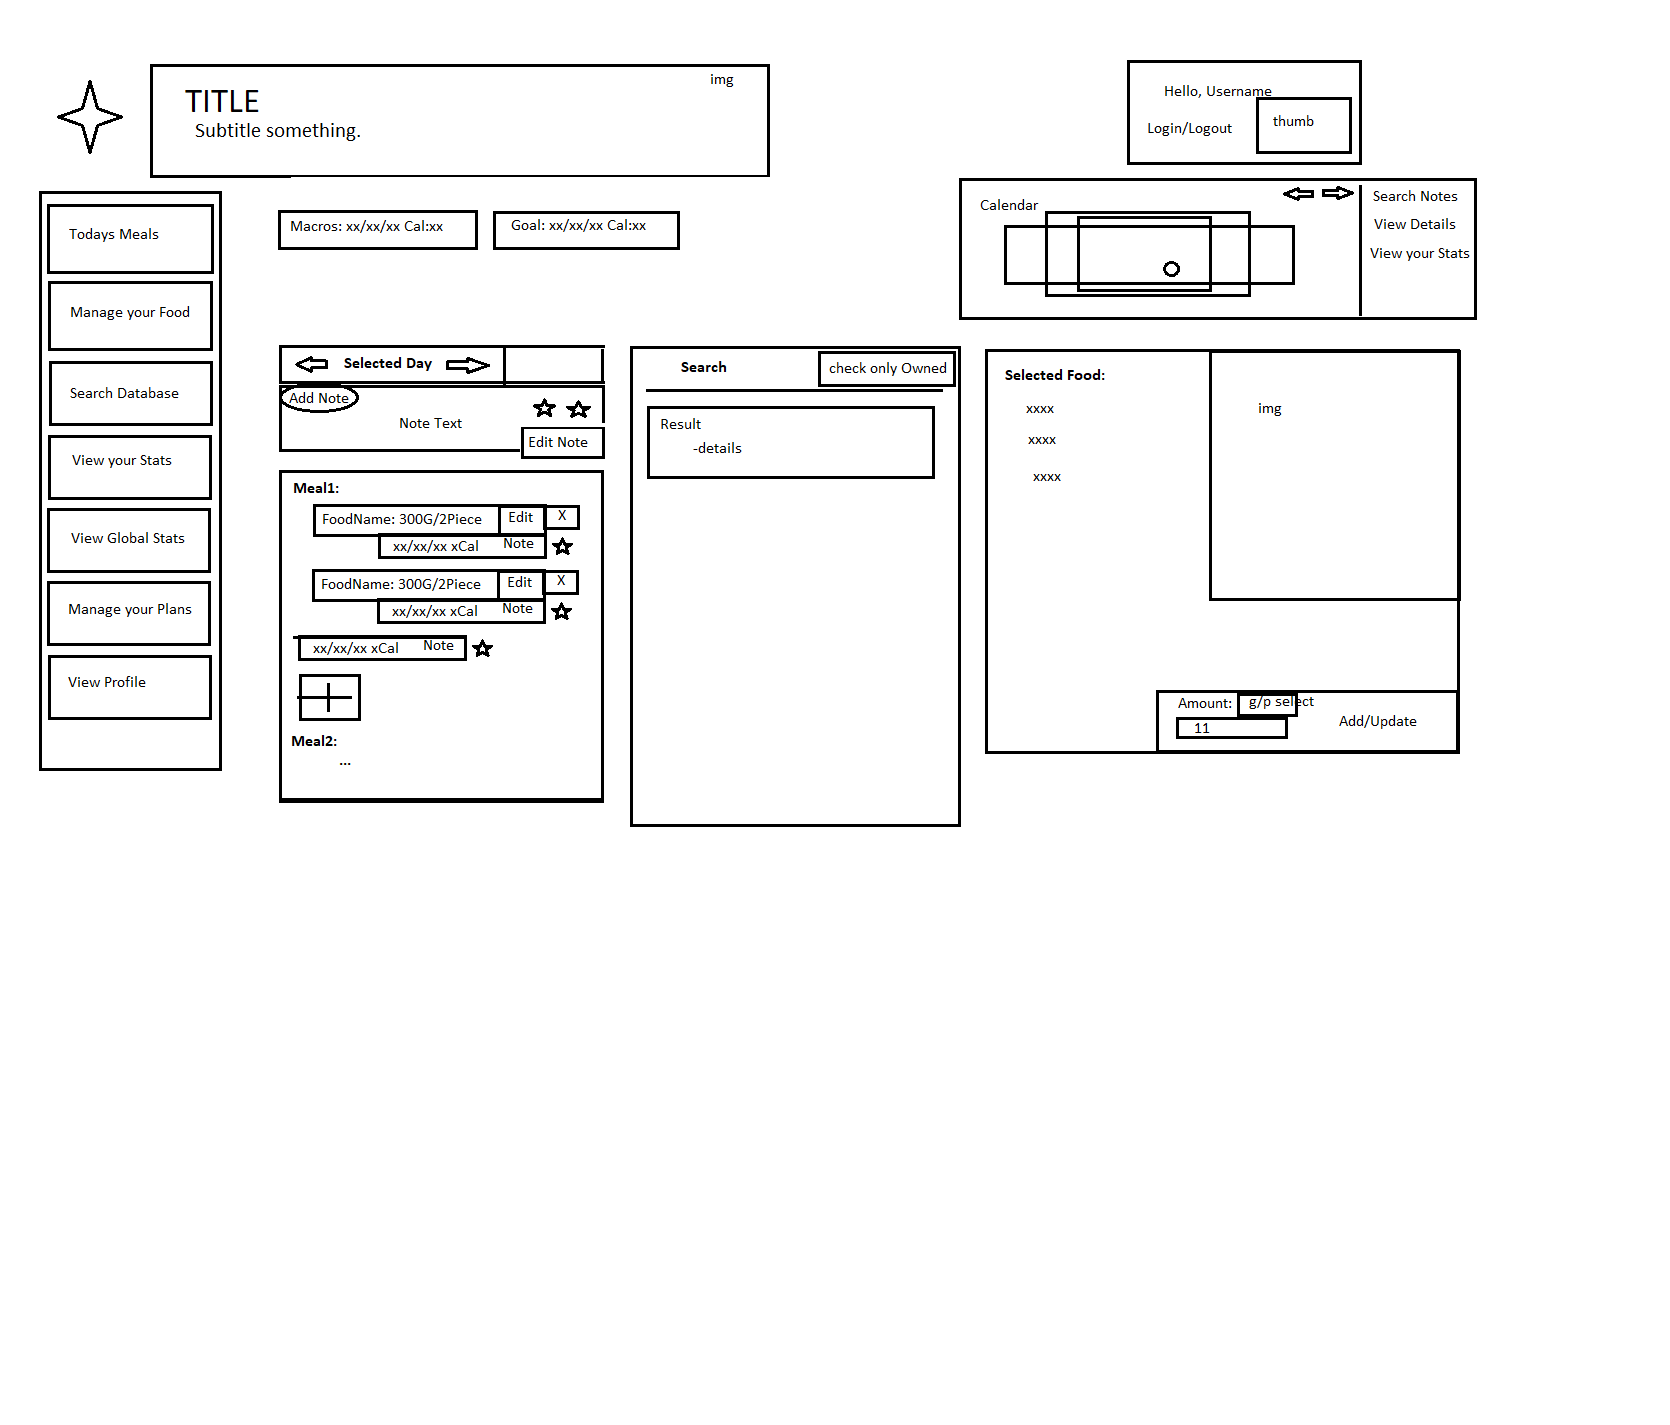 img
TITLE
Subtitle something.
Hello, Username
Login/Logout
thumb
Todays Meals
Manage your Food
Search Database
View your Stats
View Global Stats
Manage your Plans
View Profile
Macros: xx/xx/xx Cal:xx
Goal: xx/xx/xx Cal:xx
Calendar
Search Notes
View Details
View your Stats
Selected Day
Add Note
Note Text
Edit Note
Meal1:
FoodName: 300G/2Piece Edit X
xx/xx/xx xCal Note
FoodName: 300G/2Piece Edit X
xx/xx/xx xCal Note
xx/xx/xx xCal Note
Meal2:
...
Search
check only Owned
Result
-details
Selected Food:
xxxx
xxxx
xxxx
img
Amount: g/p select
11
Add/Update